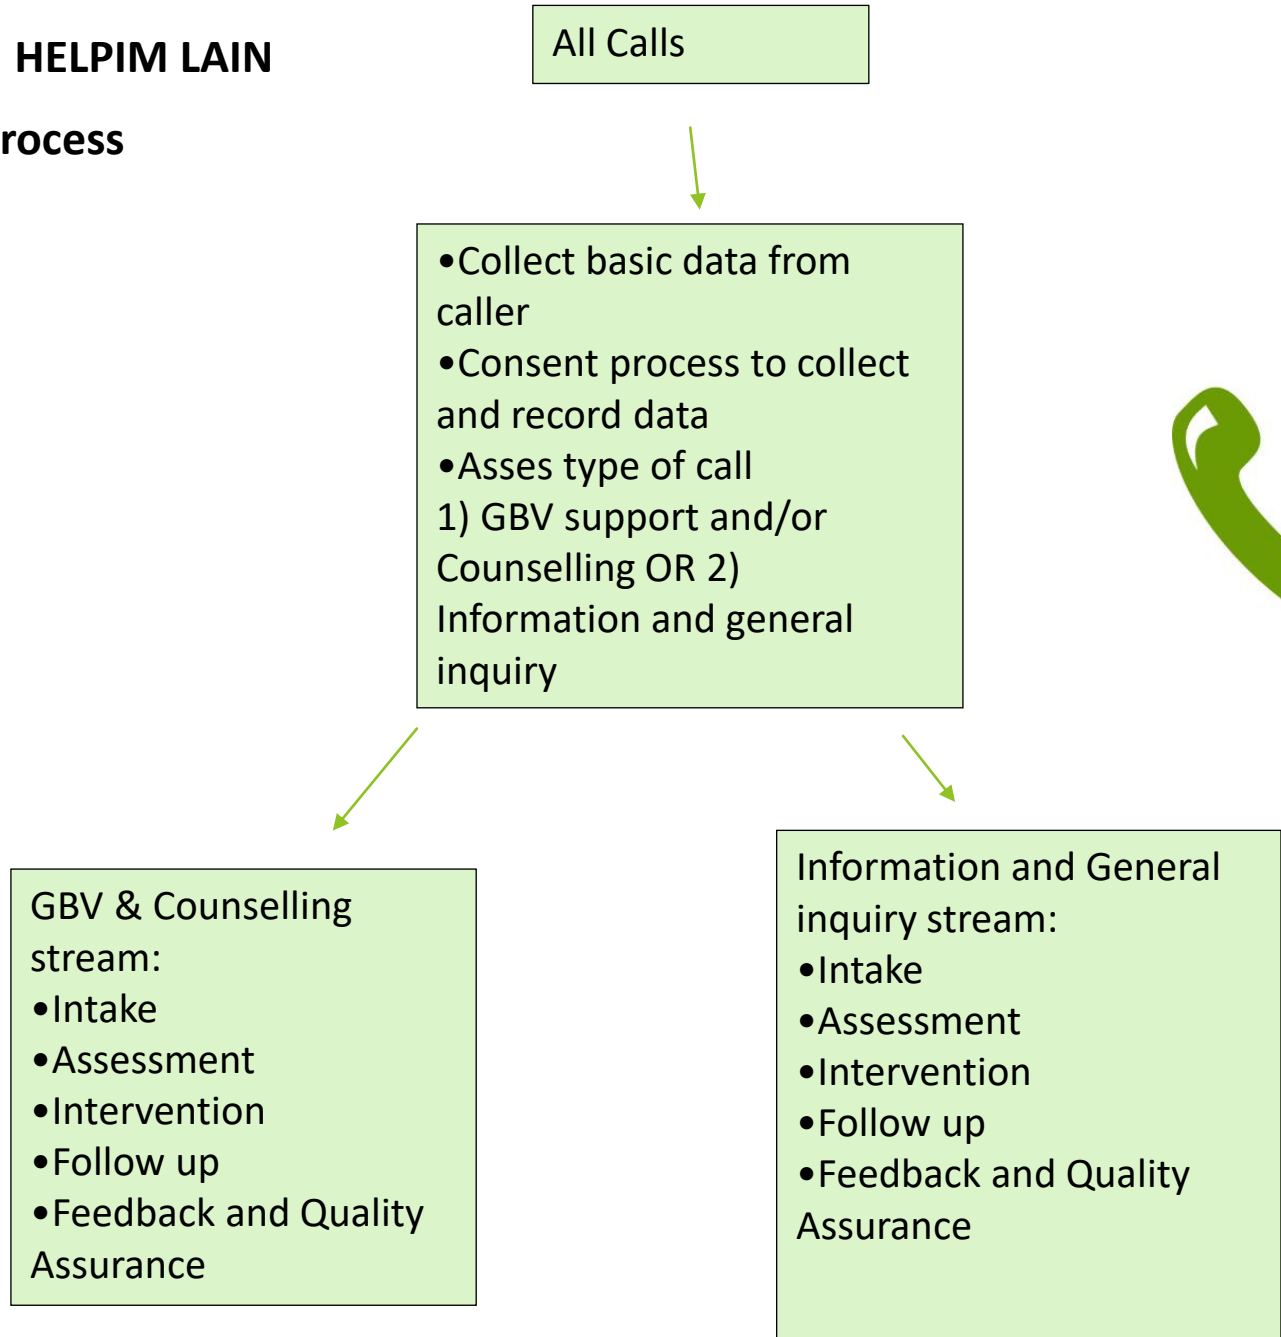 HELPIM LAIN
rocess
All Calls
•Collect basic data from
caller
•Consent process to collect
and record data
•Asses type of call
1) GBV support and/or
Counselling OR 2)
Information and general
inquiry
GBV & Counselling
stream:
•Intake
•Assessment
•Intervention
•Follow up
•Feedback and Quality
Assurance
Information and General
inquiry stream:
•Intake
•Assessment
•Intervention
•Follow up
•Feedback and Quality
Assurance